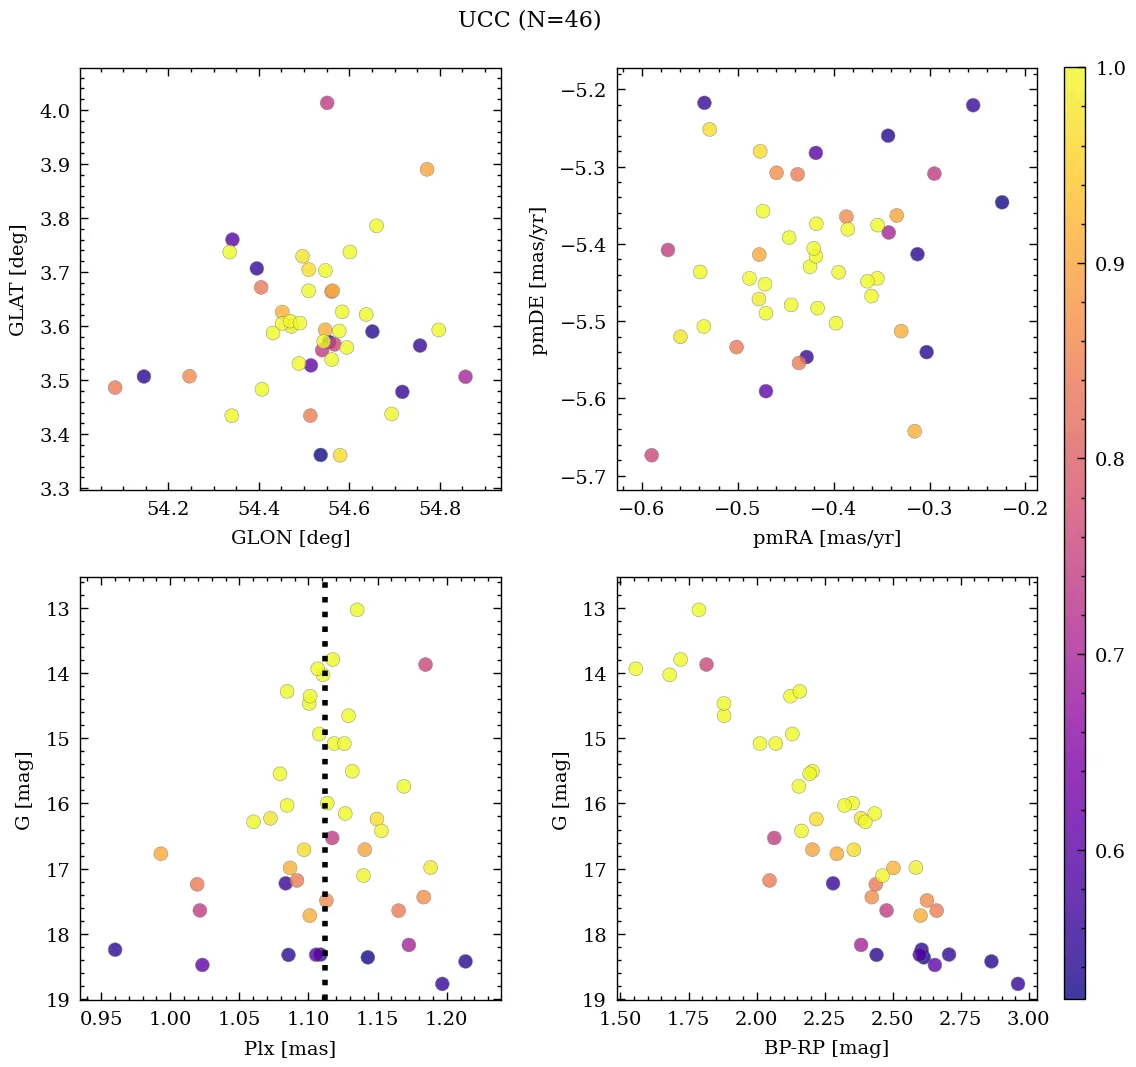 UCC (N=46)
4.0
3.9
3.8
3.7
3.6
3.5
3.4
3.3
GLAT [deg]
54.2 54.4 54.6 54.8
GLON [deg]
−5.2
−5.3
−5.4
−5.5
−5.6
−5.7
pmDE [mas/yr]
−0.6 −0.5 −0.4 −0.3 −0.2
pmRA [mas/yr]
1.0
0.9
0.8
0.7
0.6
13
14
15
16
17
18
19
G [mag]
0.95 1.00 1.05 1.10 1.15 1.20
Plx [mas]
13
14
15
16
17
18
19
G [mag]
1.50 1.75 2.00 2.25 2.50 2.75 3.00
BP-RP [mag]